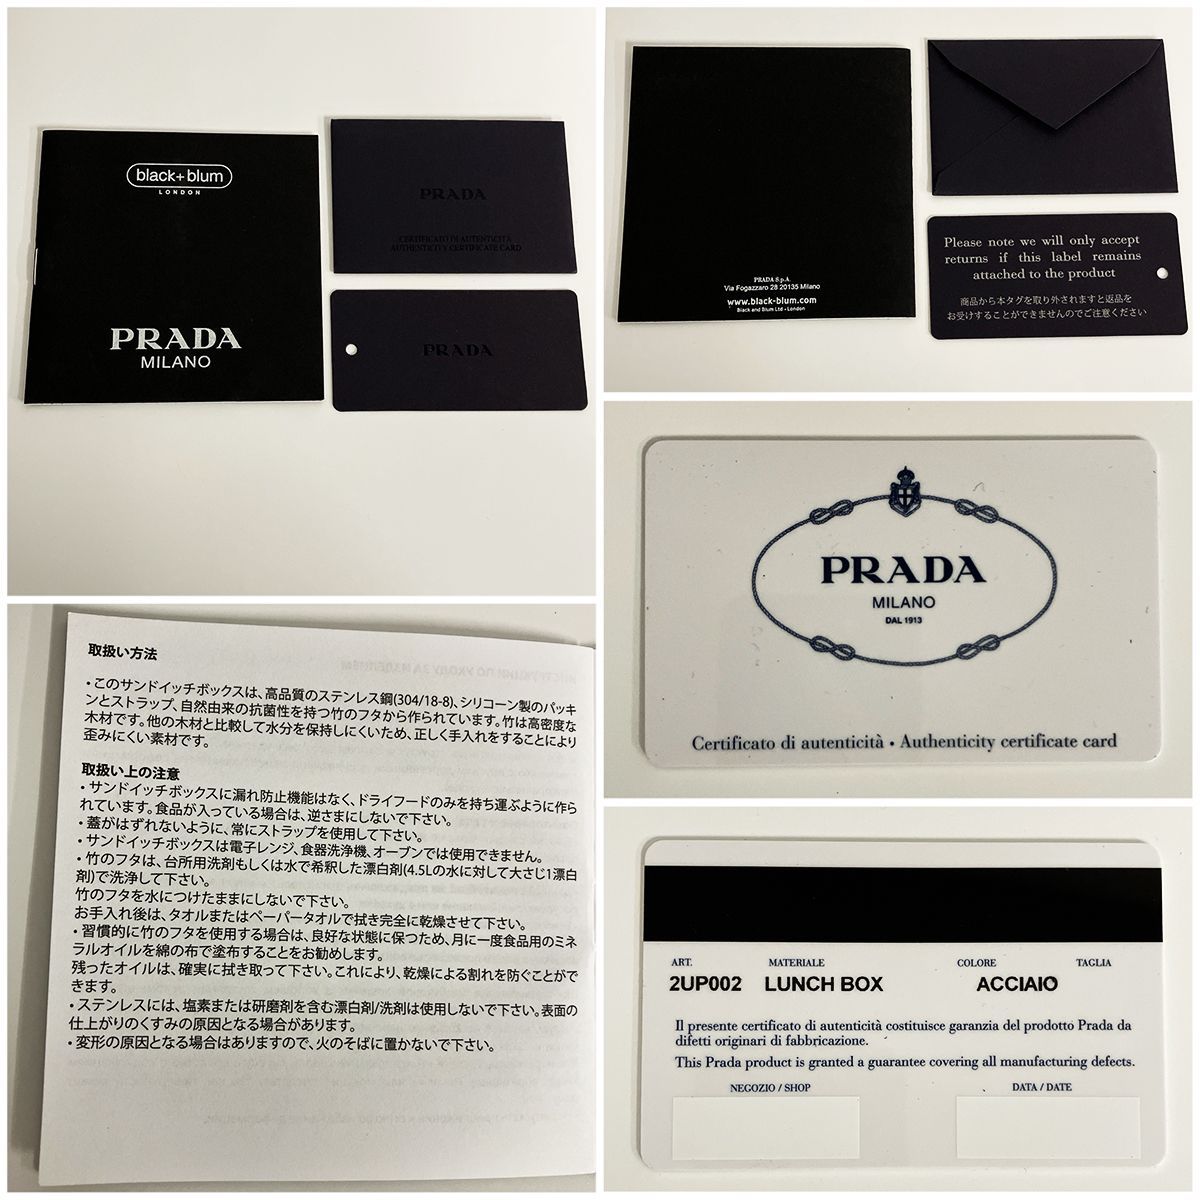 black+blum
LONDON
PRADA
MILANO
PRADA
CERTIFICATO DI AUTENTICITÀ
AUTHENTICITY CERTIFICATE CARD
PRADA
PRADA S.p.A.
Via Fogazzaro 28 20135 Milano
www.black-blum.com
Black and Blum Ltd - London
Please note we will only accept
returns if this label remains
attached to the product
商品から本タグを取り外されますと返品を
お受けすることができませんのでご注意ください
PRADA
MILANO
DAL 1913
Certificato di autenticità • Authenticity certificate card
取扱い方法
・このサンドイッチボックスは、高品質のステンレス鋼(304/18-8)、シリコーン製のパッキ
ンとストラップ、自然由来の抗菌性を持つ竹のフタから作られています。竹は高密度な
木材です。他の木材と比較して水分を保持しにくいため、正しく手入れをすることにより
歪みにくい素材です。
取扱い上の注意
・サンドイッチボックスに漏れ防止機能はなく、ドライフードのみを持ち運ぶように作ら
れています。食品が入っている場合は、逆さまにしないで下さい。
・蓋がはずれないように、常にストラップを使用して下さい。
・サンドイッチボックスは電子レンジ、食器洗浄機、オーブンでは使用できません。
・竹のフタは、台所用洗剤もしくは水で希釈した漂白剤(4.5Lの水に対して大さじ1漂白
剤)で洗浄して下さい。
竹のフタを水につけたままにしないで下さい。
お手入れ後は、タオルまたはペーパータオルで拭き完全に乾燥させて下さい。
・習慣的に竹のフタを使用する場合は、良好な状態に保つため、月に一度食品用のミネ
ラルオイルを綿の布で塗布することをお勧めします。
残ったオイルは、確実に拭き取って下さい。これにより、乾燥による割れを防ぐことがで
きます。
・ステンレスには、塩素または研磨剤を含む漂白剤/洗剤は使用しないで下さい。表面の
仕上がりのくすみの原因となる場合があります。
・変形の原因となる場合はありますので、火のそばに置かないで下さい。
ART. MATERIALE COLORE TAGLIA
2UP002 LUNCH BOX ACCIAIO
Il presente certificato di autenticità costituisce garanzia del prodotto Prada da
difetti originari di fabbricazione.
This Prada product is granted a guarantee covering all manufacturing defects.
NEGOZIO / SHOP DATA / DATE